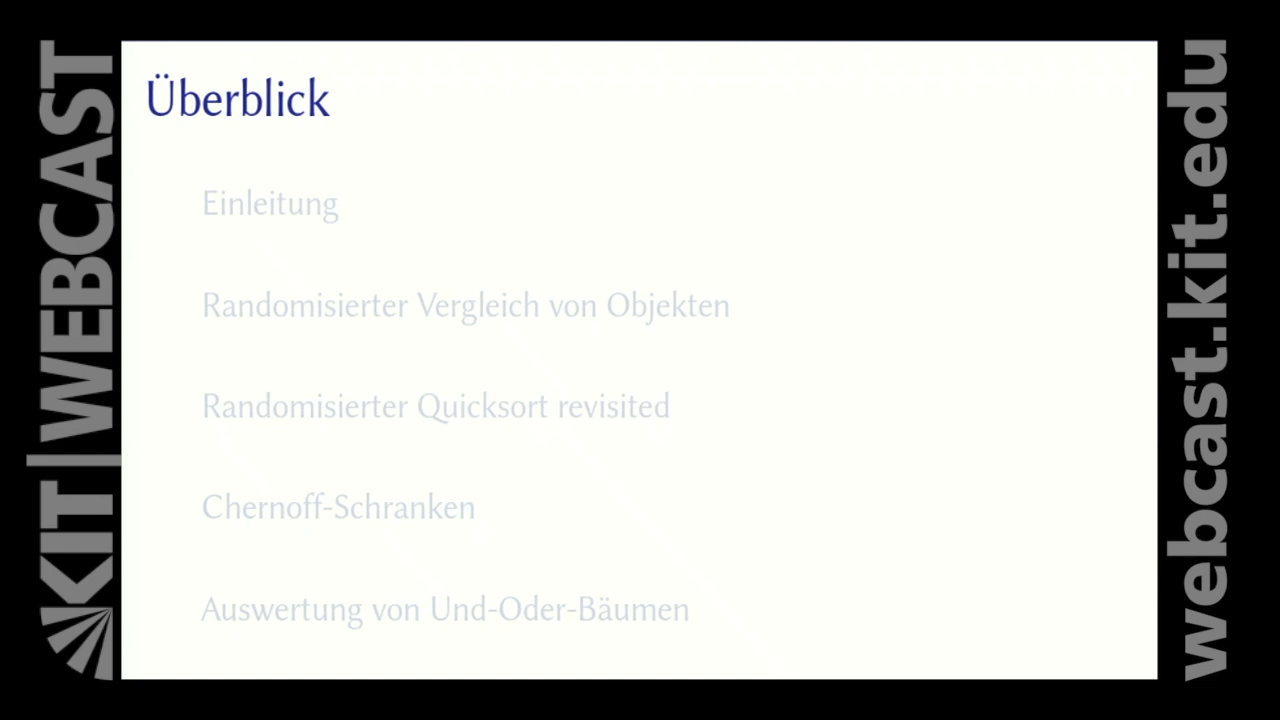 KIT|WEBCAST
Überblick
Einleitung
Randomisierter Vergleich von Objekten
Randomisierter Quicksort revisited
Chernoff-Schranken
Auswertung von Und-Oder-Bäumen
webcast.kit.edu